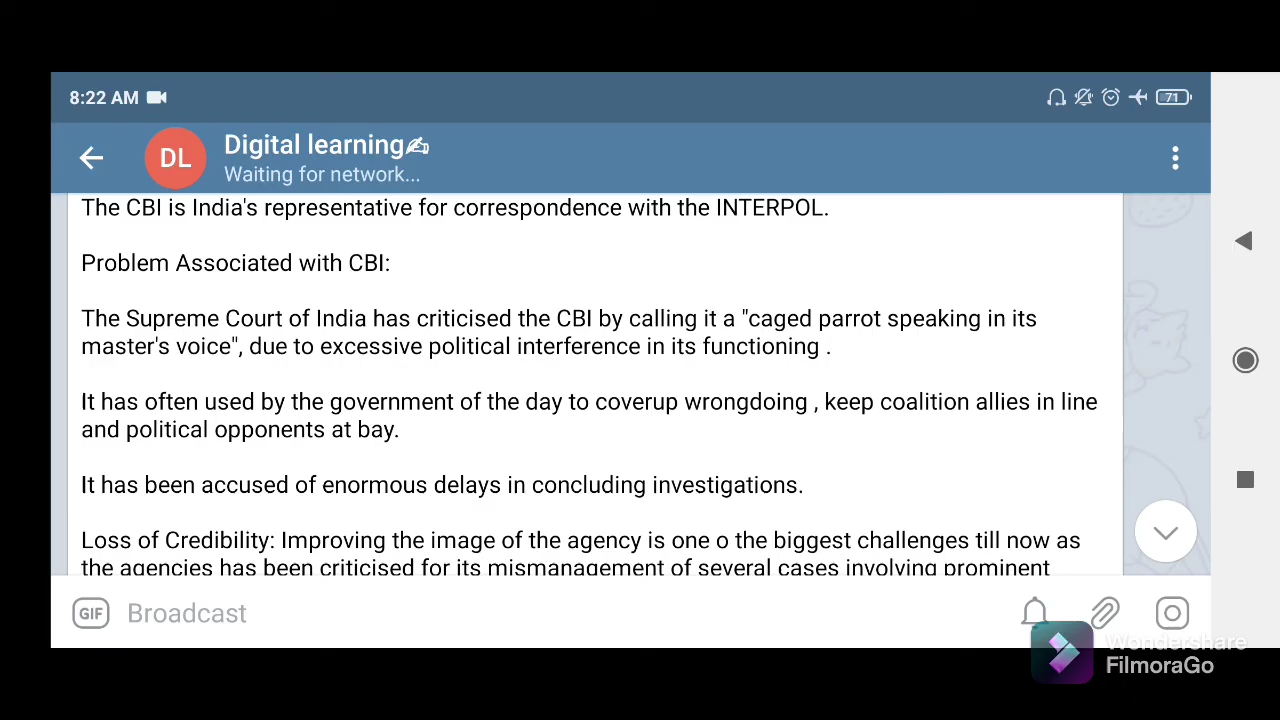 8:22 AM
71
DL
Digital learning✍
Waiting for network...
The CBI is India's representative for correspondence with the INTERPOL.
Problem Associated with CBI:
The Supreme Court of India has criticised the CBI by calling it a "caged parrot speaking in its
master's voice", due to excessive political interference in its functioning .
It has often used by the government of the day to coverup wrongdoing , keep coalition allies in line
and political opponents at bay.
It has been accused of enormous delays in concluding investigations.
Loss of Credibility: Improving the image of the agency is one o the biggest challenges till now as
the agencies has been criticised for its mismanagement of several cases involving prominent
GIF Broadcast
Wondershare
FilmoraGo